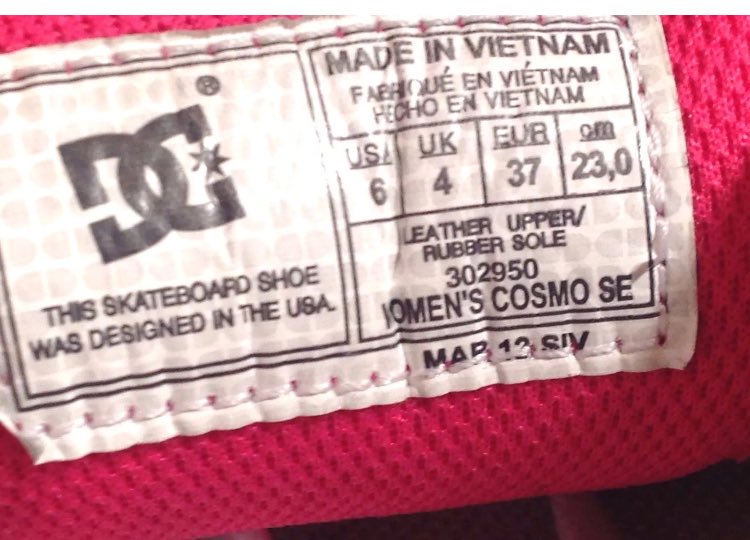 ®
DC
THIS SKATEBOARD SHOE
WAS DESIGNED IN THE USA.
MADE IN VIETNAM
FABRIQUÉ EN VIÉTNAM
HECHO EN VIETNAM
USA UK EUR cm
6 4 37 23,0
LEATHER UPPER/
RUBBER SOLE
302950
WOMEN'S COSMO SE
MAR 12 SIV